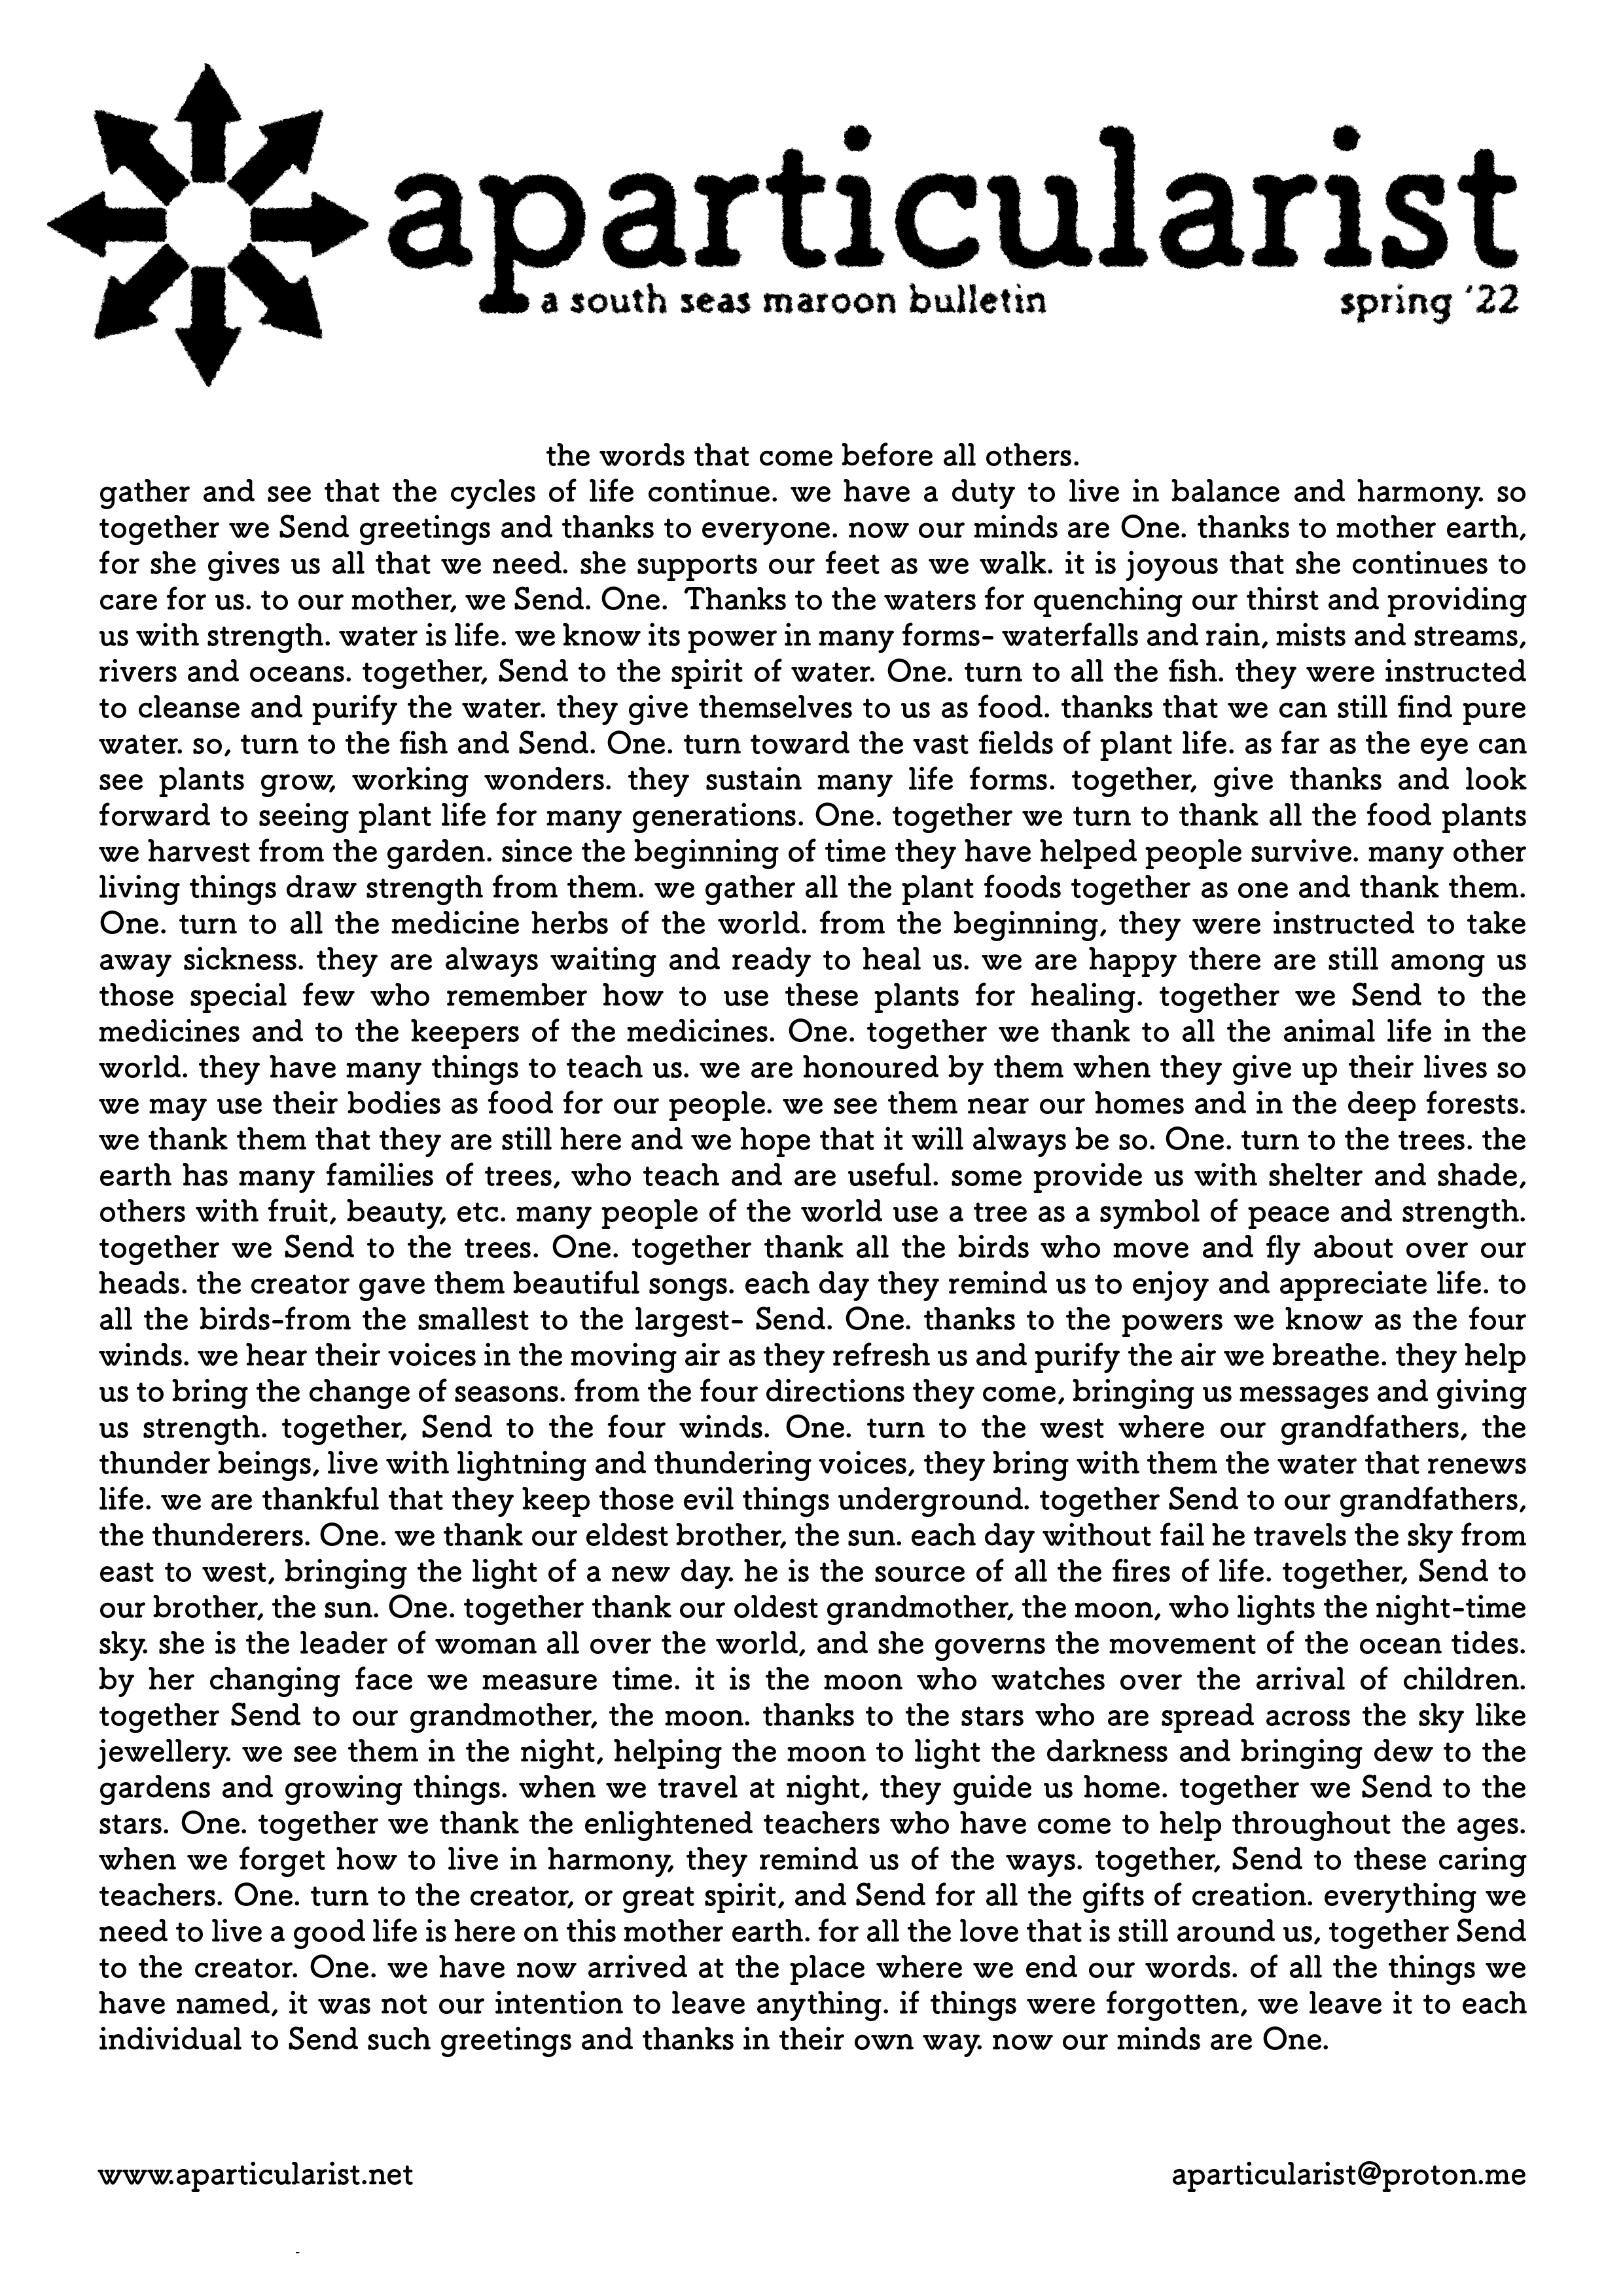 aparticularist
a south seas maroon bulletin spring '22
the words that come before all others.
gather and see that the cycles of life continue. we have a duty to live in balance and harmony. so
together we Send greetings and thanks to everyone. now our minds are One. thanks to mother earth,
for she gives us all that we need. she supports our feet as we walk. it is joyous that she continues to
care for us. to our mother, we Send. One.  Thanks to the waters for quenching our thirst and providing
us with strength. water is life. we know its power in many forms- waterfalls and rain, mists and streams,
rivers and oceans. together, Send to the spirit of water. One. turn to all the fish. they were instructed
to cleanse and purify the water. they give themselves to us as food. thanks that we can still find pure
water. so, turn to the fish and Send. One. turn toward the vast fields of plant life. as far as the eye can
see plants grow, working wonders. they sustain many life forms. together, give thanks and look
forward to seeing plant life for many generations. One. together we turn to thank all the food plants
we harvest from the garden. since the beginning of time they have helped people survive. many other
living things draw strength from them. we gather all the plant foods together as one and thank them.
One. turn to all the medicine herbs of the world. from the beginning, they were instructed to take
away sickness. they are always waiting and ready to heal us. we are happy there are still among us
those special few who remember how to use these plants for healing. together we Send to the
medicines and to the keepers of the medicines. One. together we thank to all the animal life in the
world. they have many things to teach us. we are honoured by them when they give up their lives so
we may use their bodies as food for our people. we see them near our homes and in the deep forests.
we thank them that they are still here and we hope that it will always be so. One. turn to the trees. the
earth has many families of trees, who teach and are useful. some provide us with shelter and shade,
others with fruit, beauty, etc. many people of the world use a tree as a symbol of peace and strength.
together we Send to the trees. One. together thank all the birds who move and fly about over our
heads. the creator gave them beautiful songs. each day they remind us to enjoy and appreciate life. to
all the birds-from the smallest to the largest- Send. One. thanks to the powers we know as the four
winds. we hear their voices in the moving air as they refresh us and purify the air we breathe. they help
us to bring the change of seasons. from the four directions they come, bringing us messages and giving
us strength. together, Send to the four winds. One. turn to the west where our grandfathers, the
thunder beings, live with lightning and thundering voices, they bring with them the water that renews
life. we are thankful that they keep those evil things underground. together Send to our grandfathers,
the thunderers. One. we thank our eldest brother, the sun. each day without fail he travels the sky from
east to west, bringing the light of a new day. he is the source of all the fires of life. together, Send to
our brother, the sun. One. together thank our oldest grandmother, the moon, who lights the night-time
sky. she is the leader of woman all over the world, and she governs the movement of the ocean tides.
by her changing face we measure time. it is the moon who watches over the arrival of children.
together Send to our grandmother, the moon. thanks to the stars who are spread across the sky like
jewellery. we see them in the night, helping the moon to light the darkness and bringing dew to the
gardens and growing things. when we travel at night, they guide us home. together we Send to the
stars. One. together we thank the enlightened teachers who have come to help throughout the ages.
when we forget how to live in harmony, they remind us of the ways. together, Send to these caring
teachers. One. turn to the creator, or great spirit, and Send for all the gifts of creation. everything we
need to live a good life is here on this mother earth. for all the love that is still around us, together Send
to the creator. One. we have now arrived at the place where we end our words. of all the things we
have named, it was not our intention to leave anything. if things were forgotten, we leave it to each
individual to Send such greetings and thanks in their own way. now our minds are One.
www.aparticularist.net aparticularist@proton.me